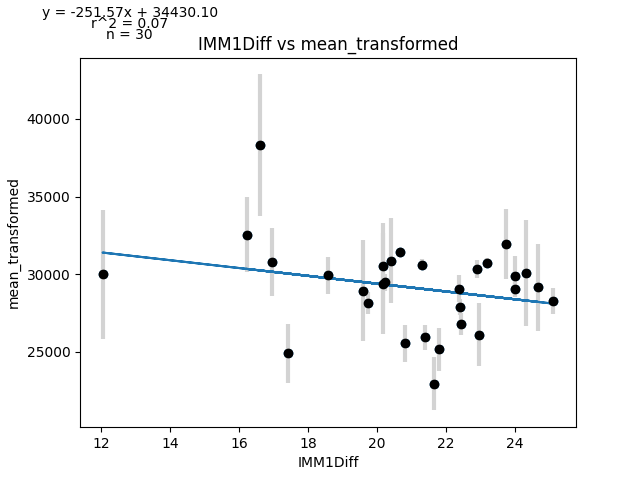 y = -251.57x + 34430.10
r^2 = 0.07
n = 30
IMM1Diff vs mean_transformed
40000
35000
30000
25000
mean_transformed
12 14 16 18 20 22 24
IMM1Diff